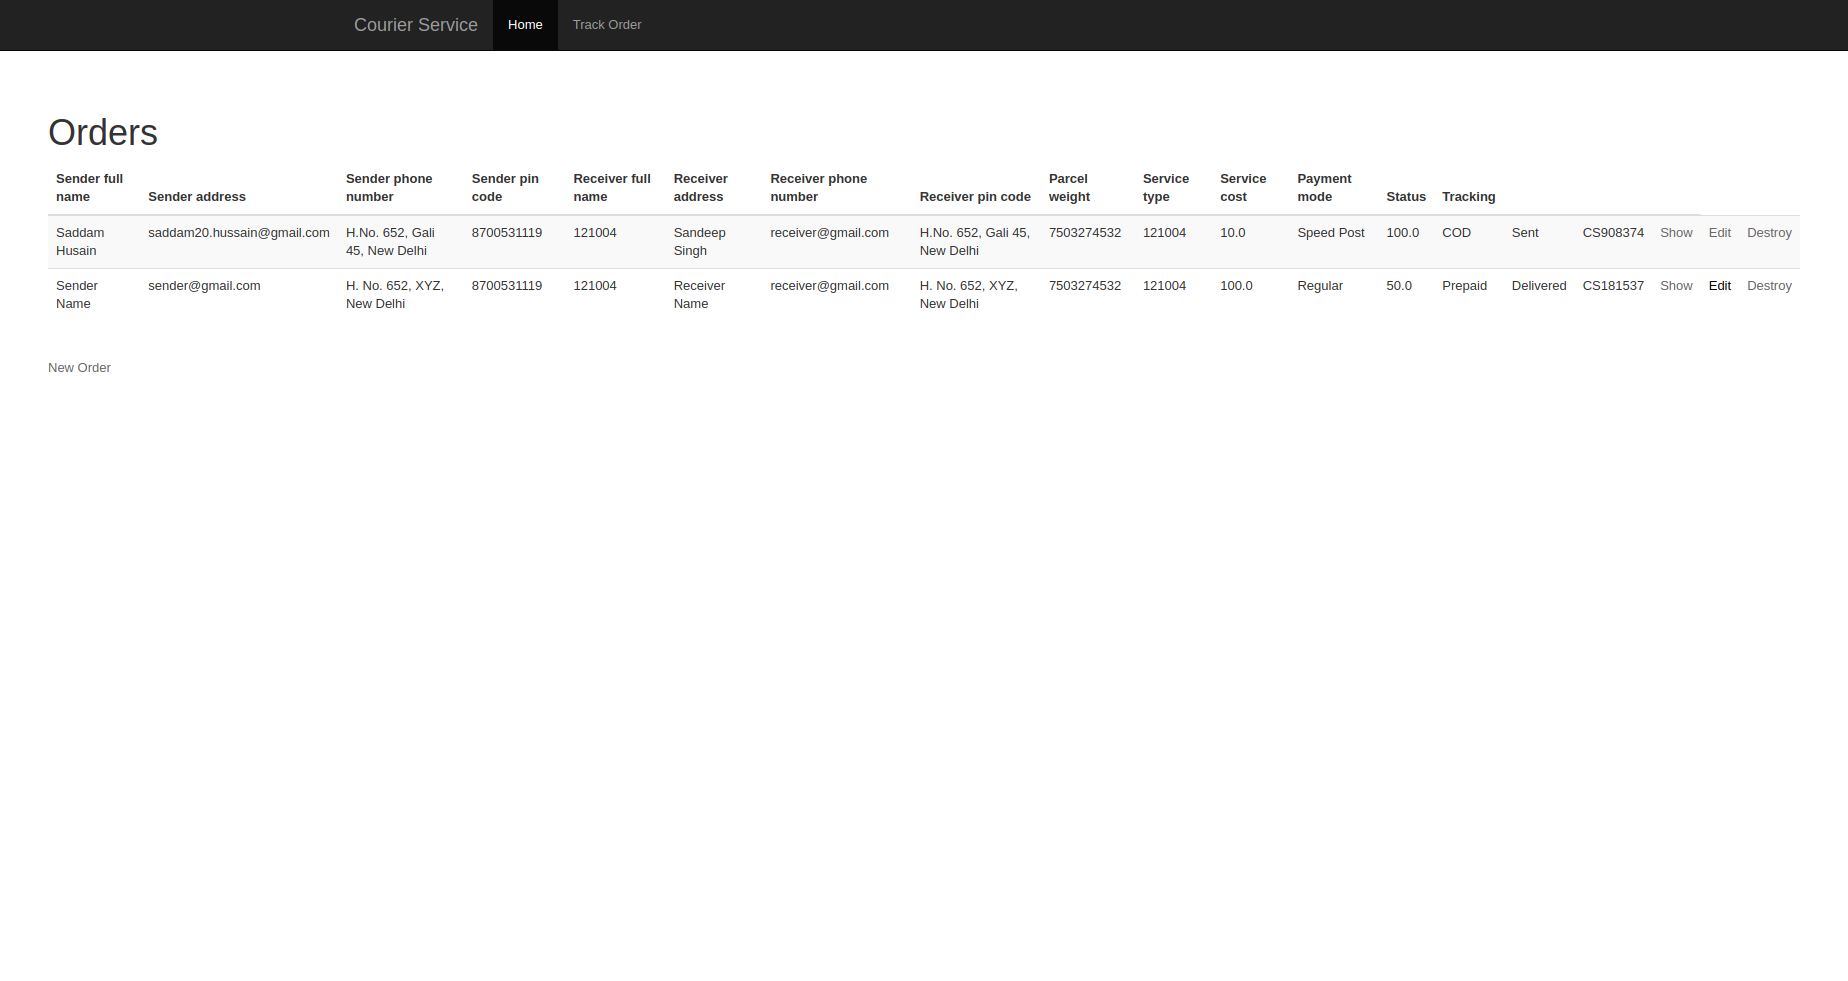 Courier Service Home Track Order
Orders
Sender full name Sender address Sender phone number Sender pin code Receiver full name Receiver address Receiver phone number Receiver pin code Parcel weight Service type Service cost Payment mode Status Tracking
Saddam Husain saddam20.hussain@gmail.com H.No. 652, Gali 45, New Delhi 8700531119 121004 Sandeep Singh receiver@gmail.com H.No. 652, Gali 45, New Delhi 7503274532 121004 10.0 Speed Post 100.0 COD Sent CS908374 Show Edit Destroy
Sender Name sender@gmail.com H. No. 652, XYZ, New Delhi 8700531119 121004 Receiver Name receiver@gmail.com H. No. 652, XYZ, New Delhi 7503274532 121004 100.0 Regular 50.0 Prepaid Delivered CS181537 Show Edit Destroy
New Order